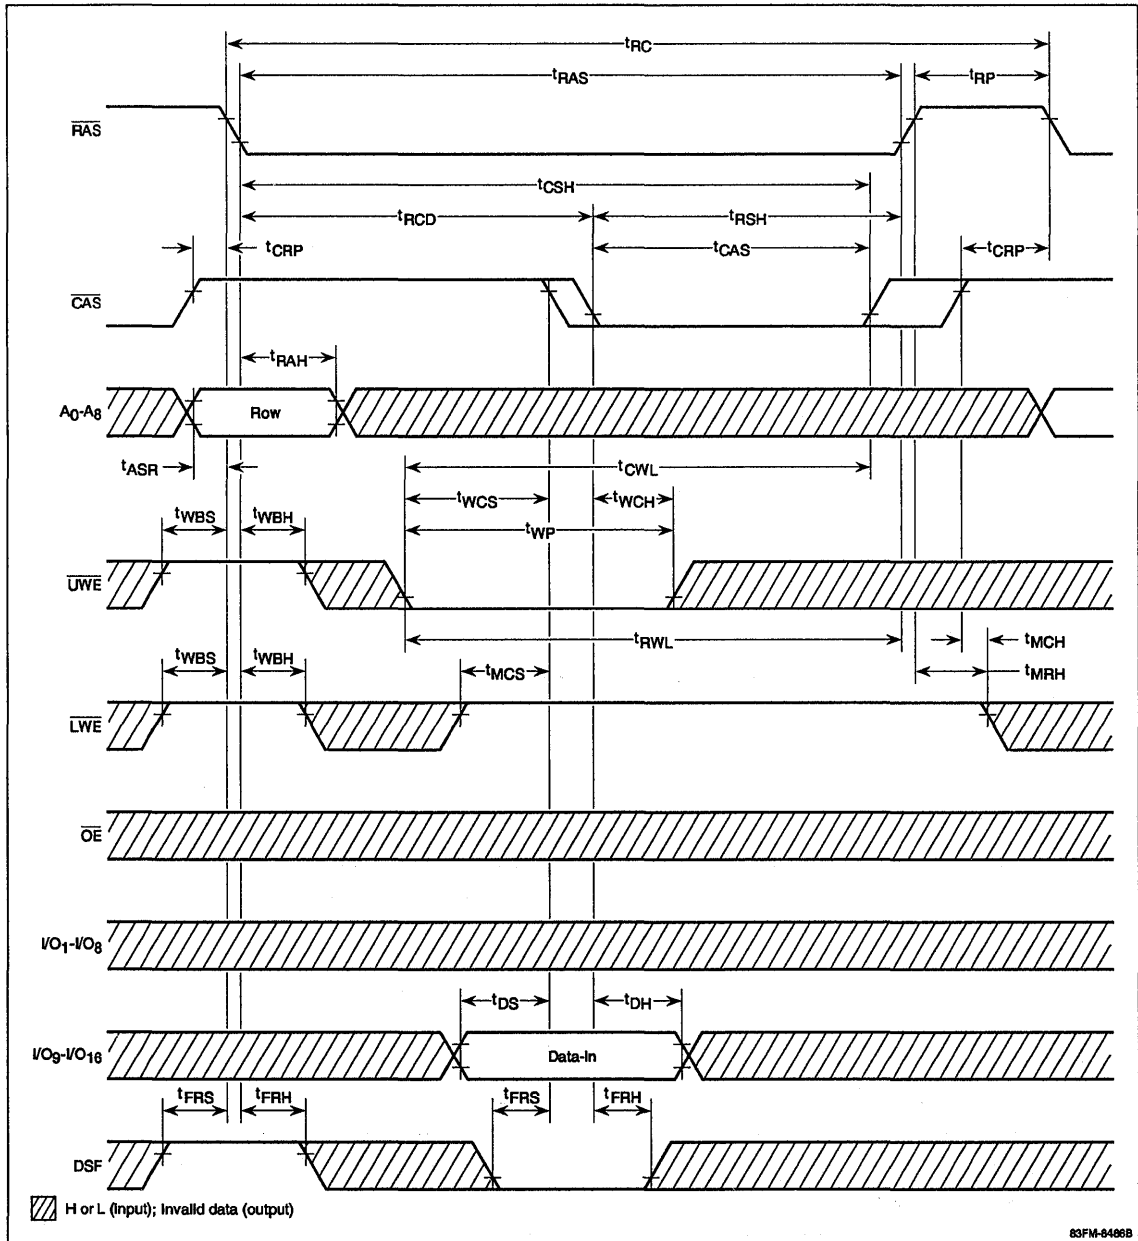 tRC
tRAS
tRP
RAS
tCSH
tRCD
tRSH
tCRP
tCAS
tCRP
CAS
tRAH
A0-A8
Row
tASR
tCWL
tWCS
tWCH
tWBS
tWBH
tWP
UWE
tRWL
tMCH
tWBS
tWBH
tMCS
tMRH
LWE
OE
I/O1-I/O8
tDS
tDH
I/O9-I/O16
Data-In
tFRS
tFRH
tFRS
tFRH
DSF
H or L (Input); Invalid data (output)
83FM-8466B